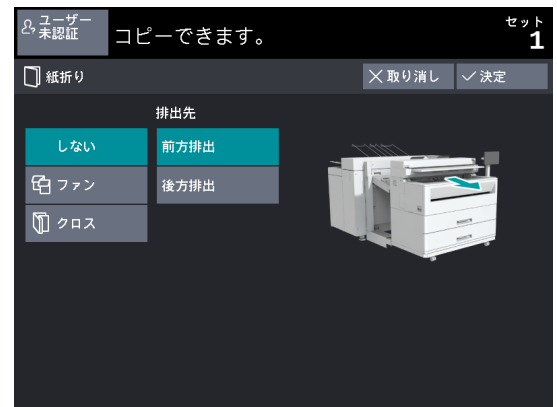 ユーザー
未認証
コピーできます。
セット
1
紙折り
取り消し
決定
排出先
しない
前方排出
ファン
後方排出
クロス